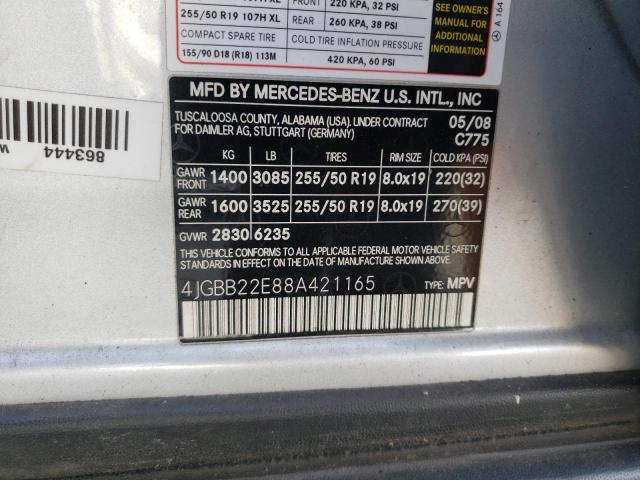 220 KPA, 32 PSI
255/50 R19 107H XL REAR 260 KPA, 38 PSI
COMPACT SPARE TIRE COLD TIRE INFLATION PRESSURE
155/90 D18 (R18) 113M 420 KPA, 60 PSI
SEE OWNER'S
MANUAL FOR
ADDITIONAL
INFORMATION
A 164
863444
MFD BY MERCEDES-BENZ U.S. INTL., INC
TUSCALOOSA COUNTY, ALABAMA (USA). UNDER CONTRACT 05/08
FOR DAIMLER AG, STUTTGART (GERMANY) C775
KG LB TIRES RIM SIZE COLD KPA (PSI)
GAWR FRONT 1400 3085 255/50 R19 8.0x19 220(32)
GAWR REAR 1600 3525 255/50 R19 8.0x19 270(39)
GVWR 2830 6235
THIS VEHICLE CONFORMS TO ALL APPLICABLE FEDERAL MOTOR VEHICLE SAFETY
STANDARDS IN EFFECT ON THE DATE OF MANUFACTURE SHOWN ABOVE.
4JGBB22E88A421165 TYPE: MPV